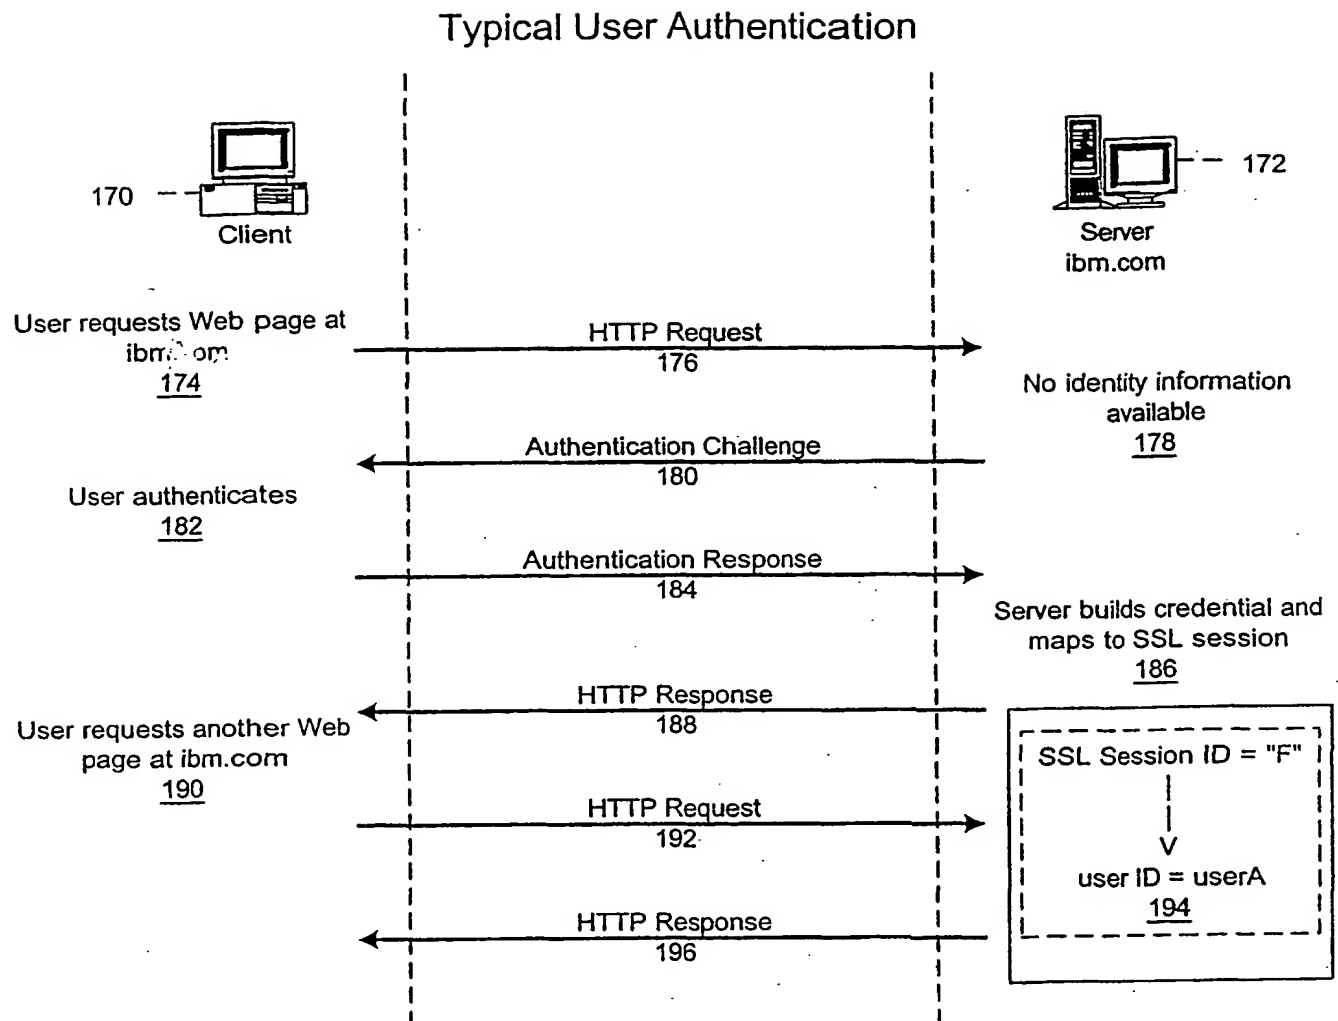 Typical User Authentication
170
Client
172
Server
ibm.com
User requests Web page at
174
HTTP Request
176
No identity information
available
178
Authentication Challenge
180
User authenticates
182
Authentication Response
184
Server builds credential and
maps to SSL session
186
HTTP Response
188
User requests another Web
page at ibm.com
190
SSL Session ID = "F"
HTTP Request
192
user ID = userA
194
HTTP Response
196